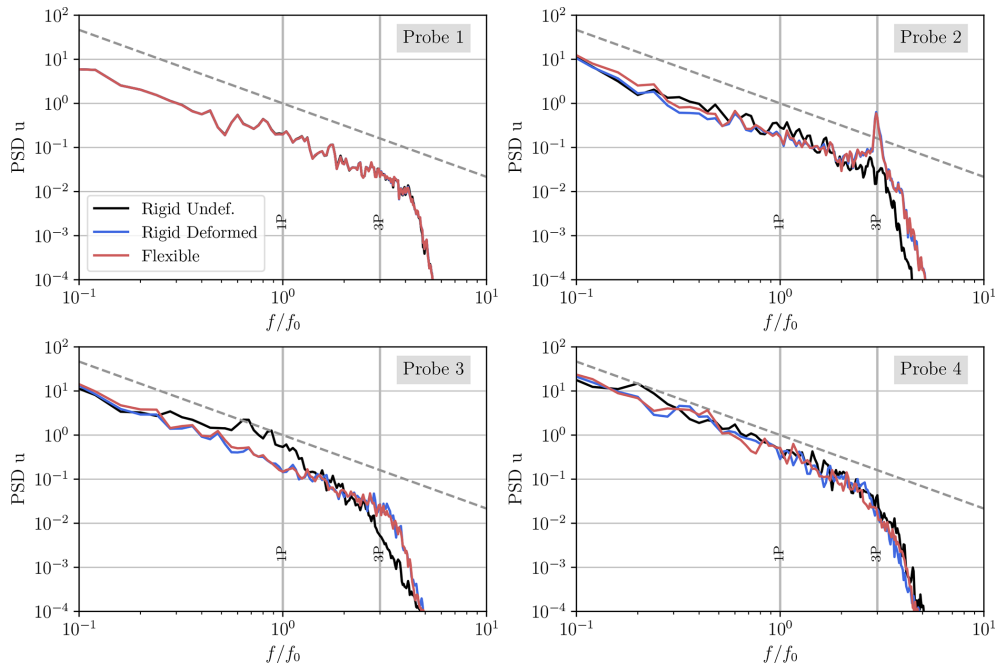 Probe 1
PSD u
10²
10¹
10⁰
10⁻¹
10⁻²
10⁻³
10⁻⁴
Rigid Undef.
Rigid Deformed
Flexible
1P
3P
10⁻¹
10⁰
10¹
f/f₀
Probe 2
PSD u
10²
10¹
10⁰
10⁻¹
10⁻²
10⁻³
10⁻⁴
1P
3P
10⁻¹
10⁰
10¹
f/f₀
Probe 3
PSD u
10²
10¹
10⁰
10⁻¹
10⁻²
10⁻³
10⁻⁴
1P
3P
10⁻¹
10⁰
10¹
f/f₀
Probe 4
PSD u
10²
10¹
10⁰
10⁻¹
10⁻²
10⁻³
10⁻⁴
1P
3P
10⁻¹
10⁰
10¹
f/f₀